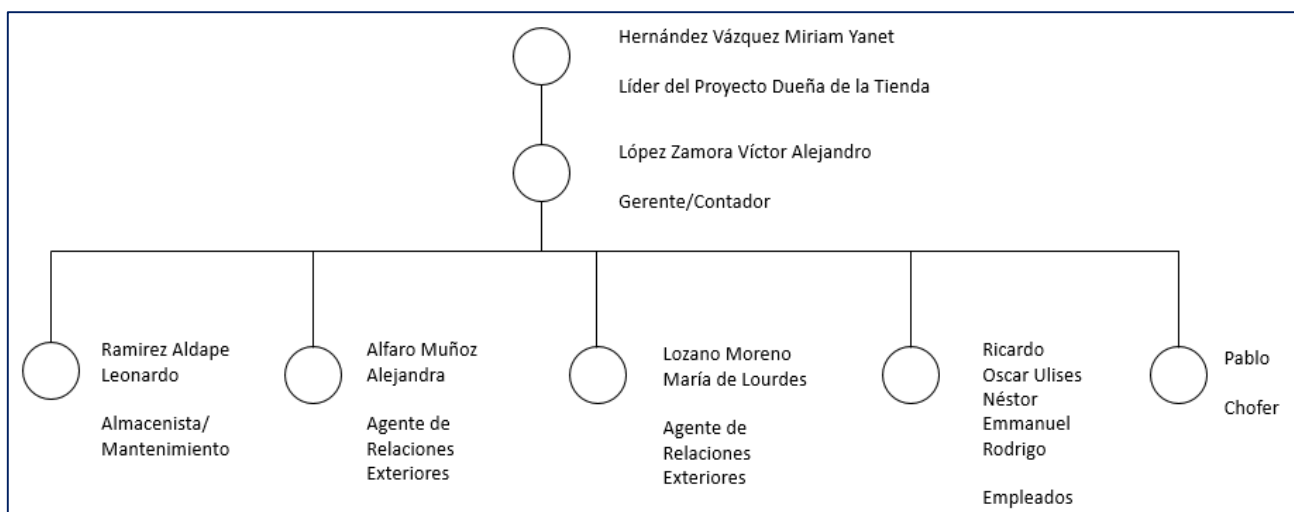 Hernández Vázquez Miriam Yanet
Líder del Proyecto Dueña de la Tienda
López Zamora Víctor Alejandro
Gerente/Contador
Ramirez Aldape
Leonardo
Almacenista/
Mantenimiento
Alfaro Muñoz
Alejandra
Agente de
Relaciones
Exteriores
Lozano Moreno
María de Lourdes
Agente de
Relaciones
Exteriores
Ricardo
Oscar Ulises
Néstor
Emmanuel
Rodrigo
Empleados
Pablo
Chofer